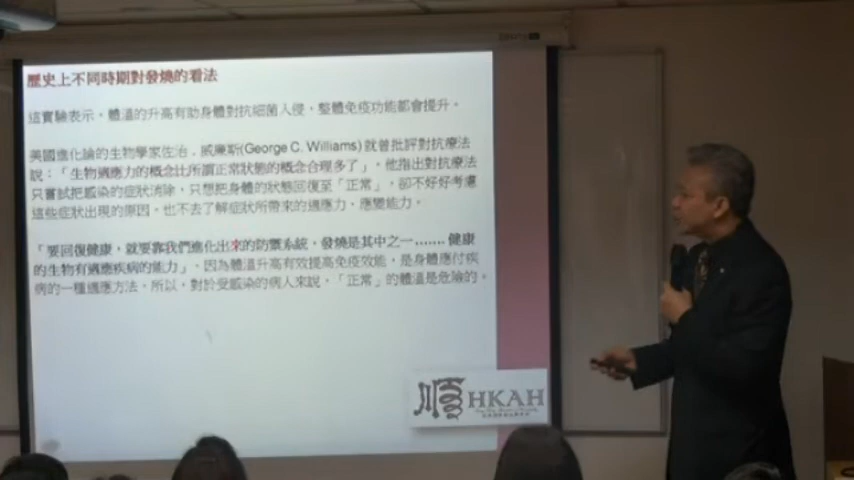 歷史上不同時期對發燒的看法
這實驗表示，體溫的升高有助身體對抗細菌入侵，整體免疫功能都會提升。
美國進化論的生物學家佐治．威廉斯(George C. Williams) 就曾批評對抗療法
說：「生物適應力的概念比所謂正常狀態的概念合理多了」，他指出對抗療法
只嘗試把感染的症狀消除，只想把身體的狀態回復至「正常」，卻不好好考慮
這些症狀出現的原因。也不去了解症狀所帶來的適應力、應變能力。
「要回復健康，就要靠我們進化出來的防禦系統，發燒是其中之一....... 健康
的生物有適應疾病的能力」、因為體溫升高有效提高免疫效能，是身體應付疾
病的一種適應方法。所以，對於受感染的病人來說，「正常」的體溫是危險的。
HKAH